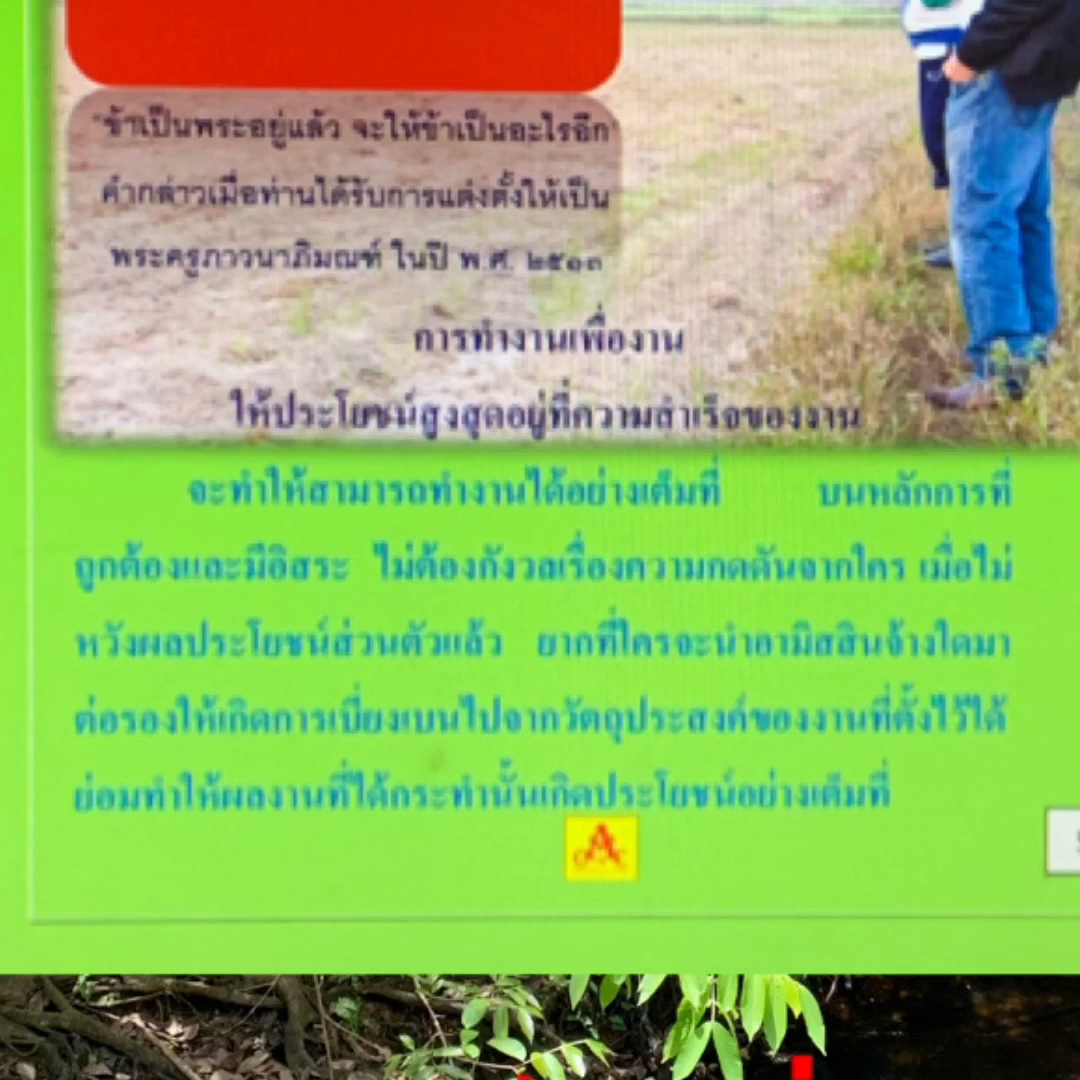 "ข้าเป็นพระอยู่แล้ว จะให้ข้าเป็นอะไรอีก
คำกล่าวเมื่อท่านได้รับการแต่งตั้งให้เป็น
พระครูภาวนาภิมณฑ์ ในปี พ.ศ. ๒๕๑๓
การทำงานเพื่องาน
ให้ประโยชน์สูงสุดอยู่ที่ความสำเร็จของงาน
จะทำให้สามารถทำงานได้อย่างเต็มที่ บนหลักการที่
ถูกต้องและมีอิสระ ไม่ต้องกังวลเรื่องความกดดันจากใคร เมื่อไม่
หวังผลประโยชน์ส่วนตัวแล้ว ยากที่ใครจะนำอามิสสินจ้างใดมา
ต่อรองให้เกิดการเบี่ยงเบนไปจากวัตถุประสงค์ของงานที่ตั้งไว้ได้
ย่อมทำให้ผลงานที่ได้กระทำนั้นเกิดประโยชน์อย่างเต็มที่